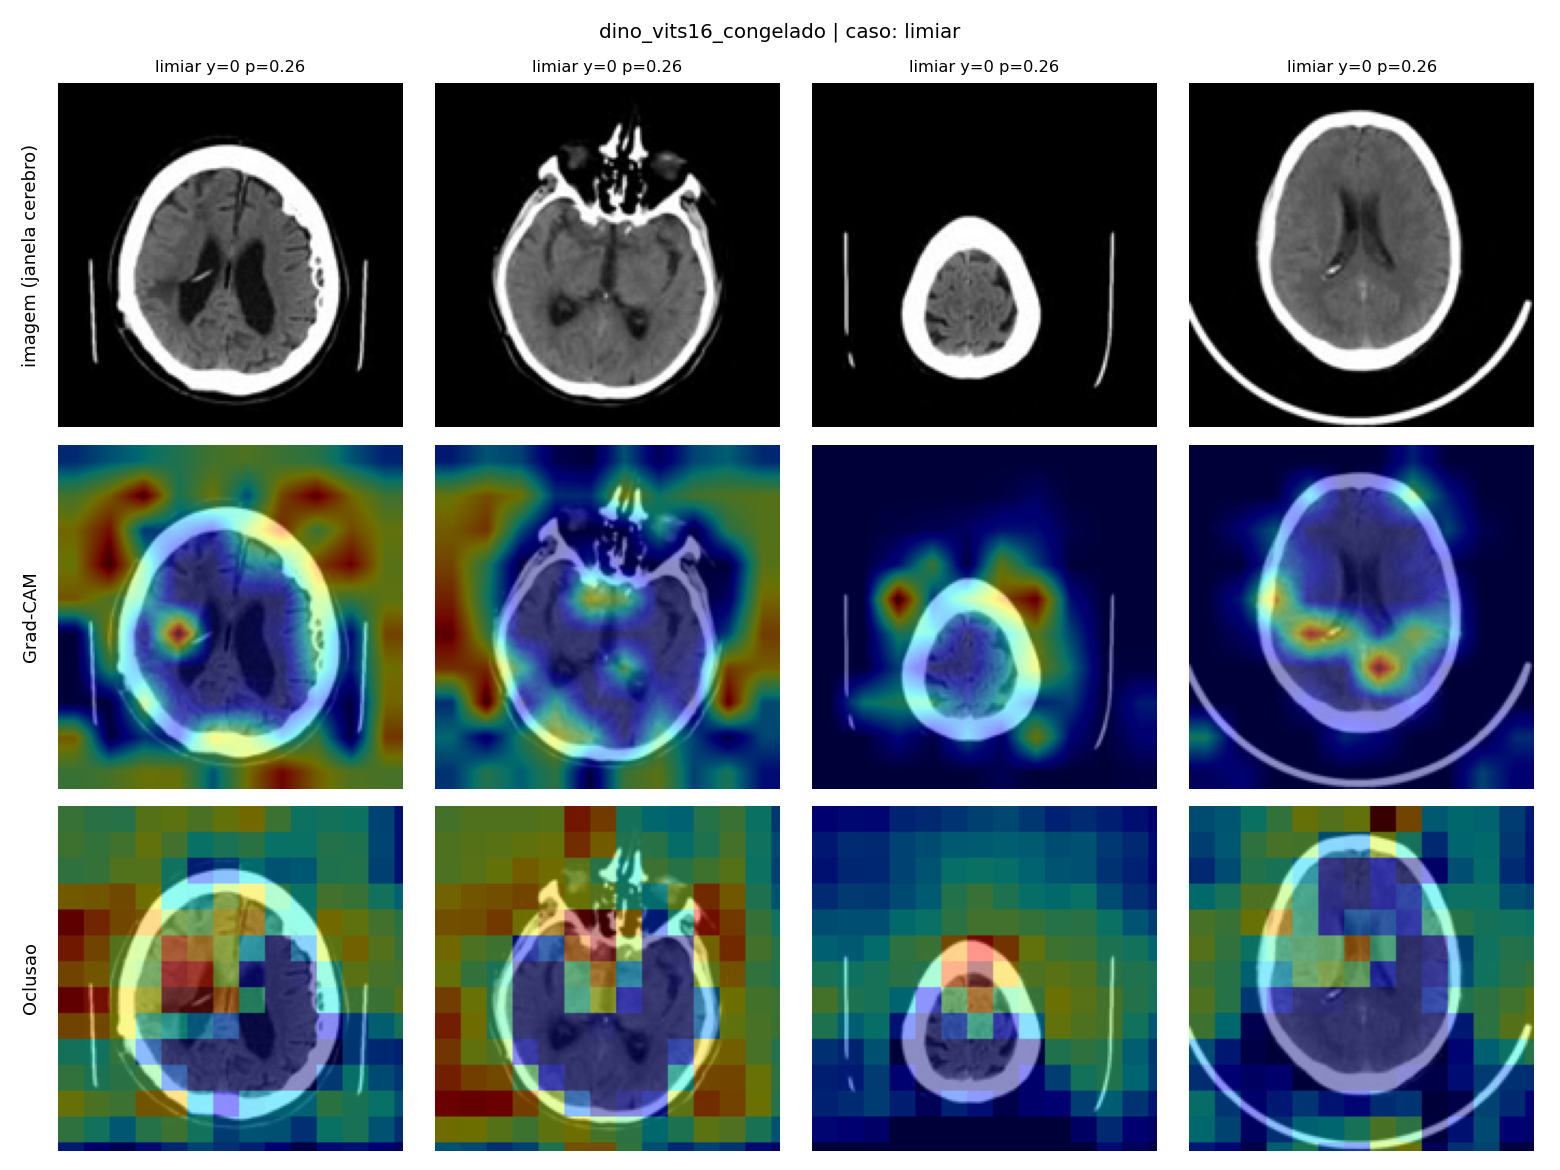 dino_vits16_congelado | caso: limiar
limiar y=0 p=0.26
limiar y=0 p=0.26
limiar y=0 p=0.26
limiar y=0 p=0.26
imagem (janela cerebro)
Grad-CAM
Oclusao